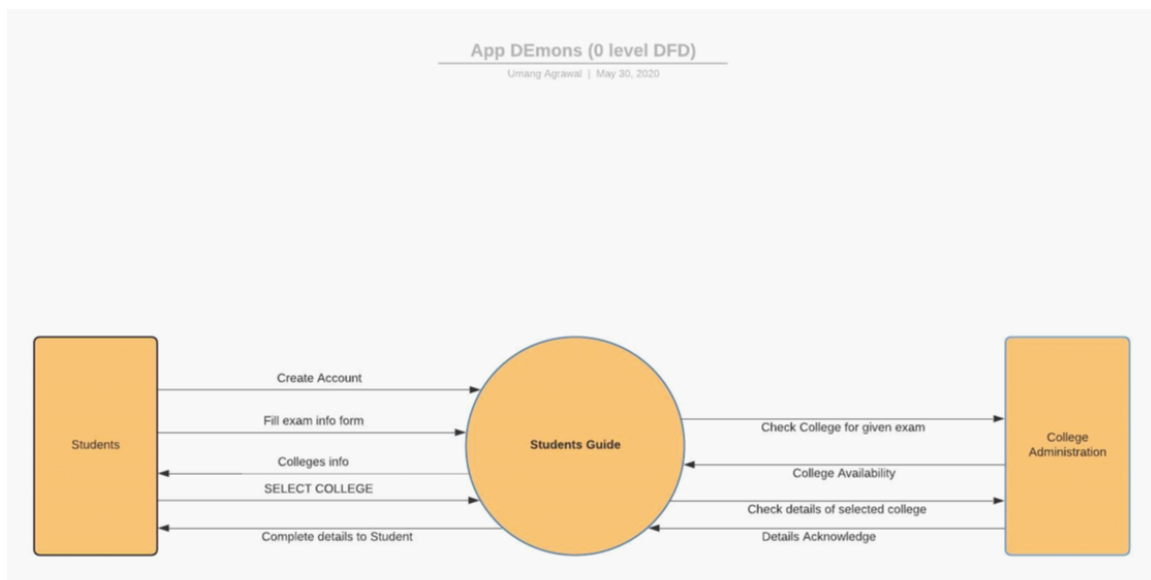 App DEmons (0 level DFD)
Umang Agrawal | May 30, 2020
Create Account
Fill exam info form
Students
Colleges info
SELECT COLLEGE
Complete details to Student
Students Guide
Check College for given exam
College Availability
Check details of selected college
Details Acknowledge
College
Administration